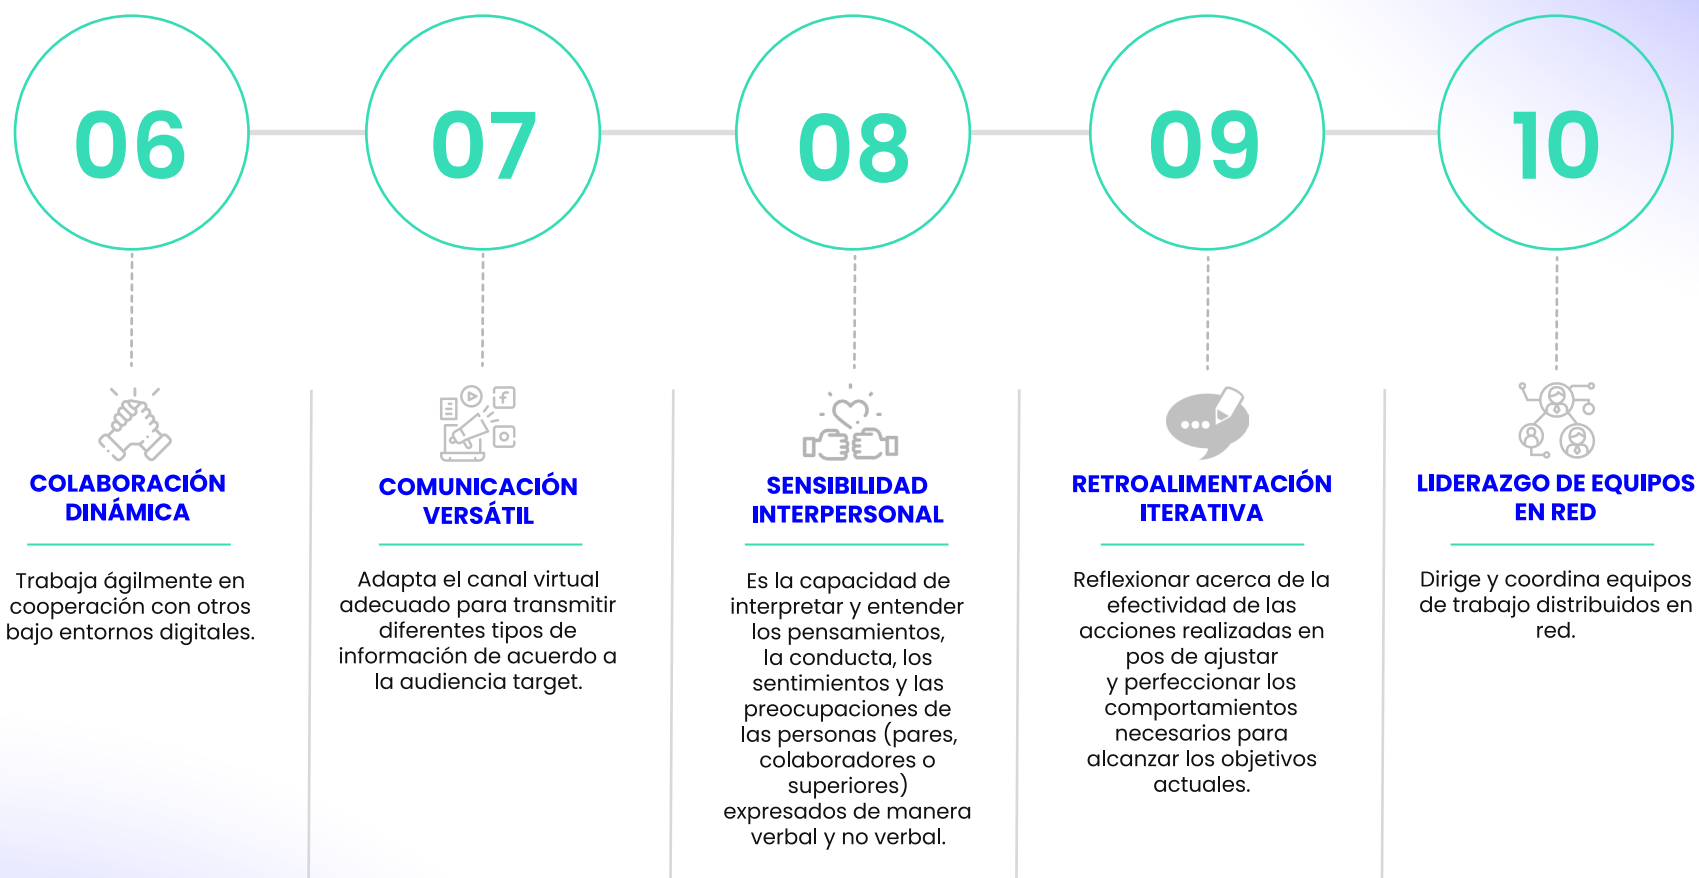 06
07
08
09
10
COLABORACIÓN
DINÁMICA
Trabaja ágilmente en
cooperación con otros
bajo entornos digitales.
COMUNICACIÓN
VERSÁTIL
Adapta el canal virtual
adecuado para transmitir
diferentes tipos de
información de acuerdo a
la audiencia target.
SENSIBILIDAD
INTERPERSONAL
Es la capacidad de
interpretar y entender
los pensamientos,
la conducta, los
sentimientos y las
preocupaciones de
las personas (pares,
colaboradores o
superiores)
expresados de manera
verbal y no verbal.
RETROALIMENTACIÓN
ITERATIVA
Reflexionar acerca de la
efectividad de las
acciones realizadas en
pos de ajustar
y perfeccionar los
comportamientos
necesarios para
alcanzar los objetivos
actuales.
LIDERAZGO DE EQUIPOS
EN RED
Dirige y coordina equipos
de trabajo distribuidos en
red.